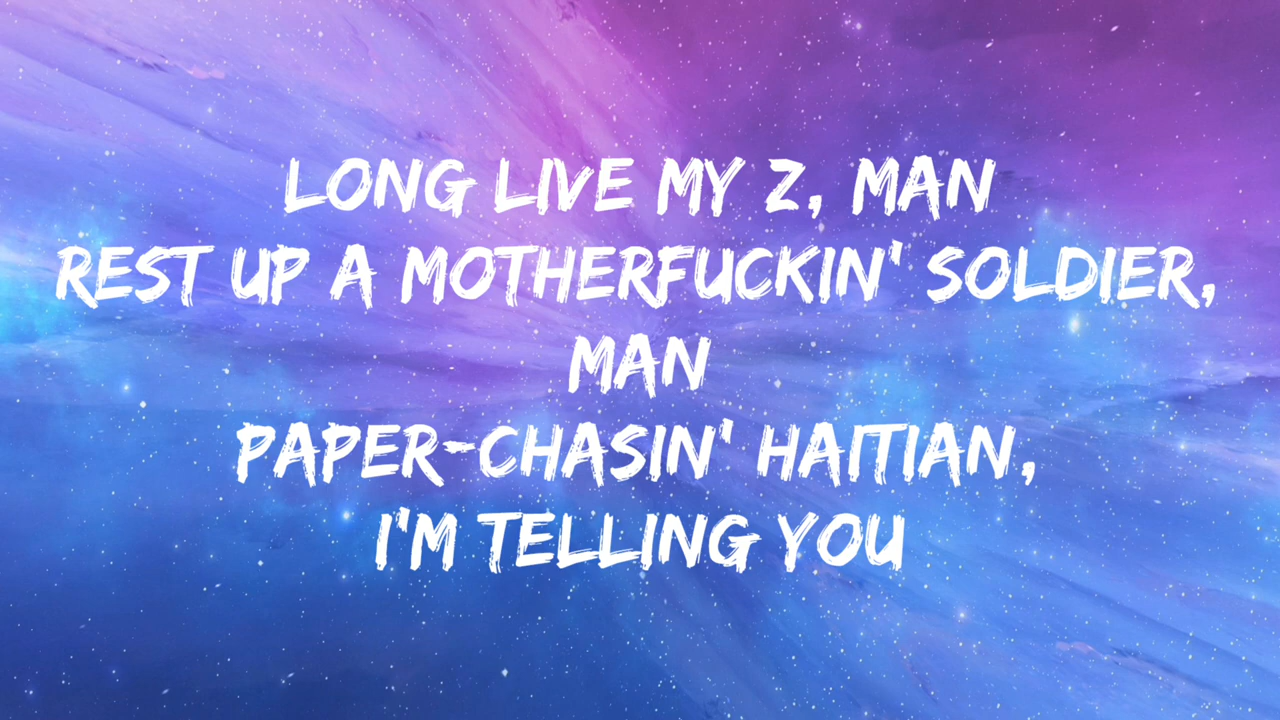 LONG LIVE MY Z, MAN
REST UP A MOTHERFUCKIN' SOLDIER,
MAN
PAPER-CHASIN' HAITIAN,
I'M TELLING YOU